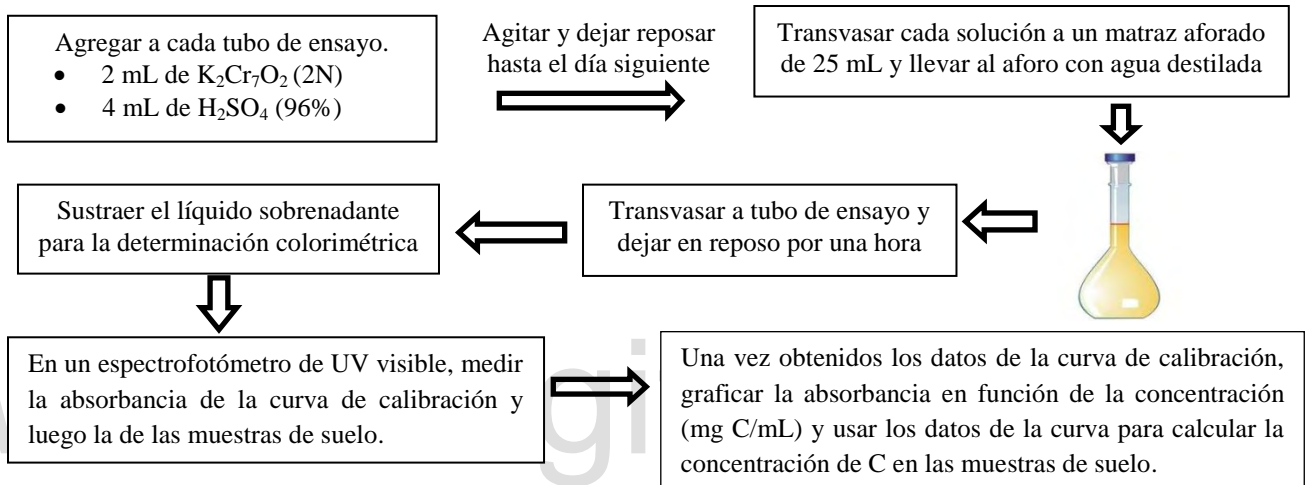 Agregar a cada tubo de ensayo.
• 2 mL de K₂Cr₇O₂ (2N)
• 4 mL de H₂SO₄ (96%)
Agitar y dejar reposar
hasta el día siguiente
Transvasar cada solución a un matraz aforado
de 25 mL y llevar al aforo con agua destilada
Transvasar a tubo de ensayo y
dejar en reposo por una hora
Sustraer el líquido sobrenadante
para la determinación colorimétrica
En un espectrofotómetro de UV visible, medir
la absorbancia de la curva de calibración y
luego la de las muestras de suelo.
Una vez obtenidos los datos de la curva de calibración,
graficar la absorbancia en función de la concentración
(mg C/mL) y usar los datos de la curva para calcular la
concentración de C en las muestras de suelo.